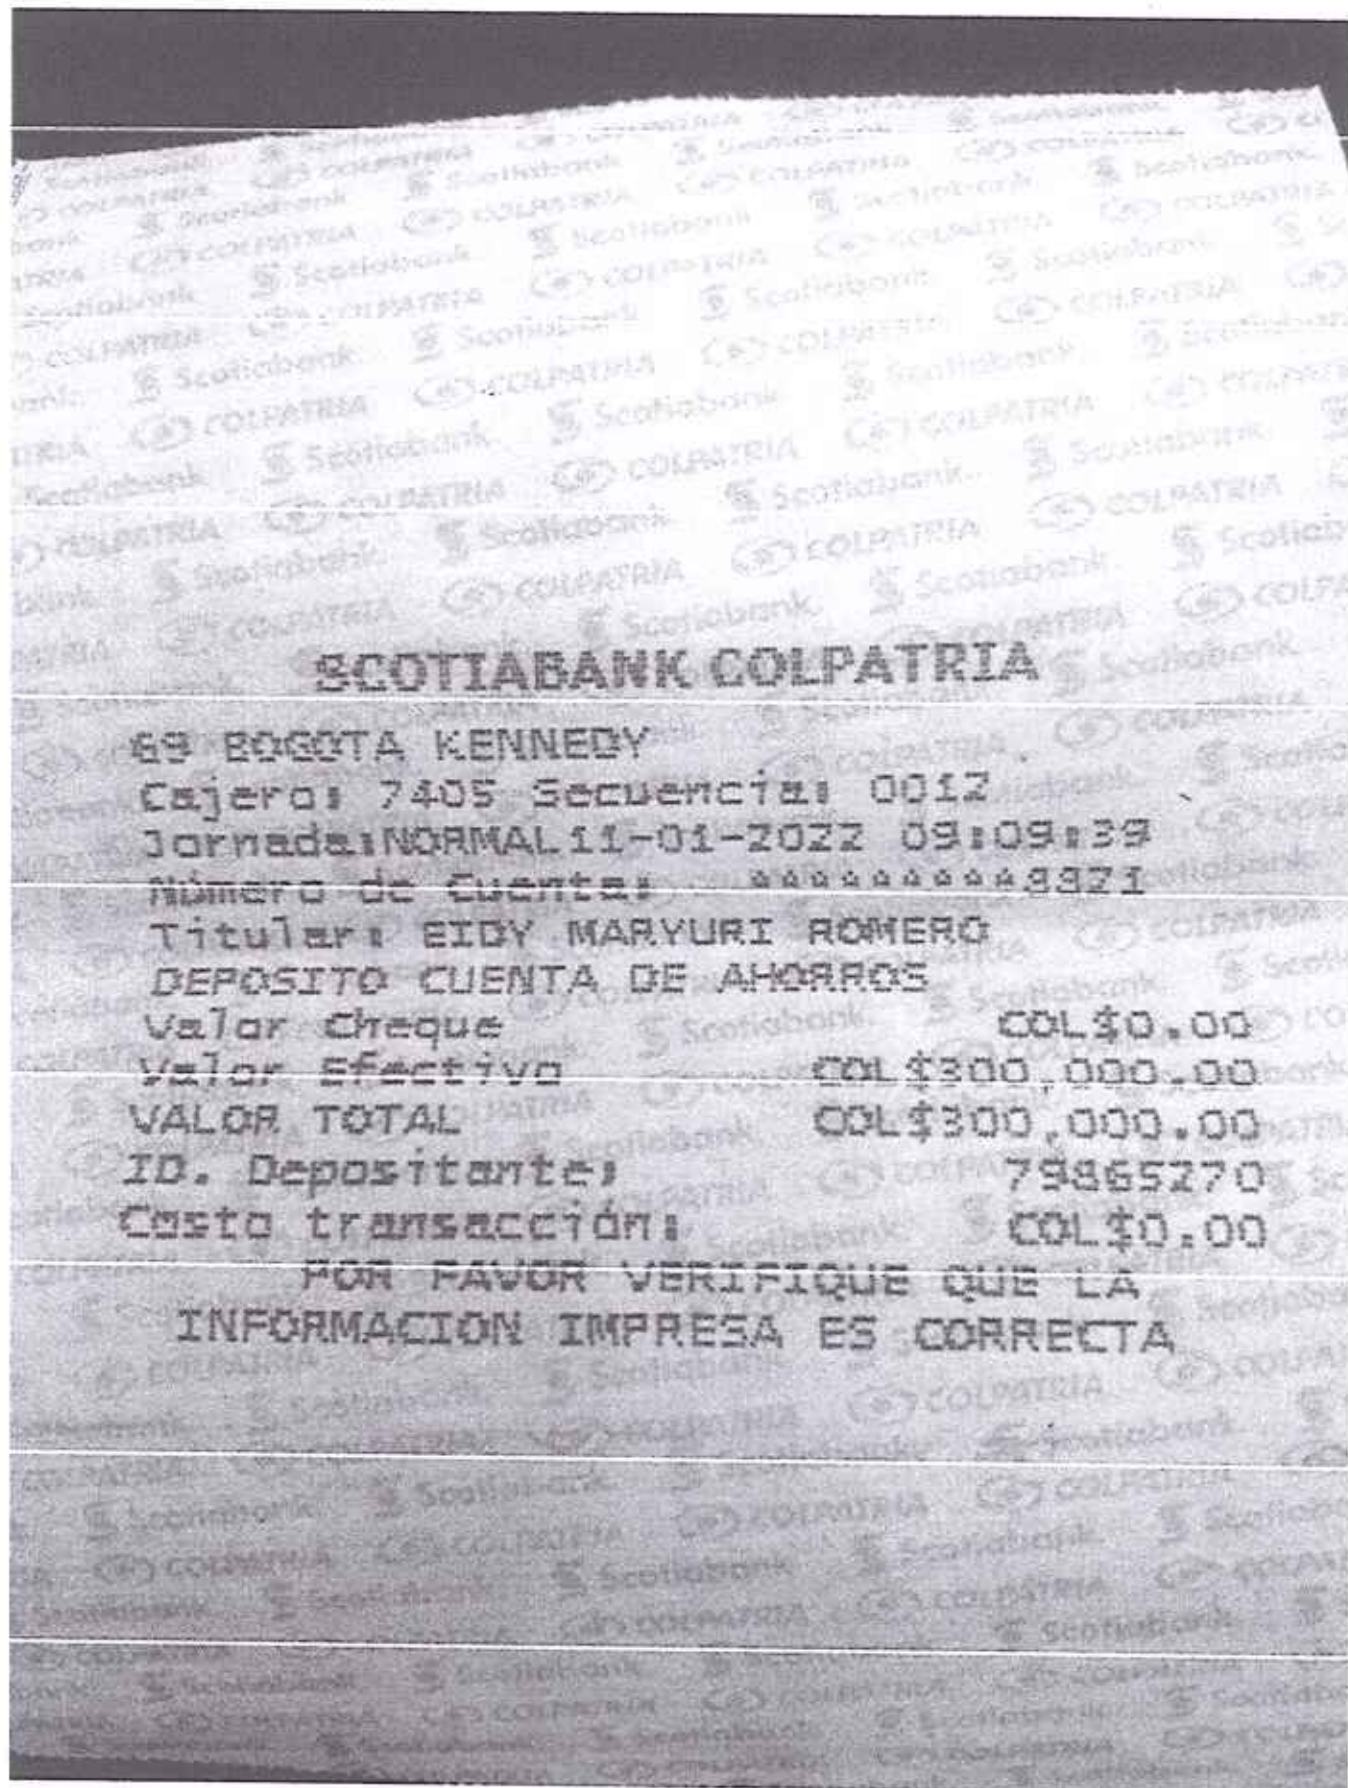 SCOTIABANK COLPATRIA
69 BOGOTA KENNEDY
Cajero: 7405 Secuencia: 0012
Jornada:NORMAL11-01-2022 09:09:39
Número de Cuenta:
Titular: EIDY MARYURI ROMERO
DEPOSITO CUENTA DE AHORROS
Valor Cheque COL$0.00
Valor Efectivo COL$300,000.00
VALOR TOTAL COL$300,000.00
ID. Depositante: 79865270
Costo transacción: COL$0.00
POR FAVOR VERIFIQUE QUE LA
INFORMACION IMPRESA ES CORRECTA